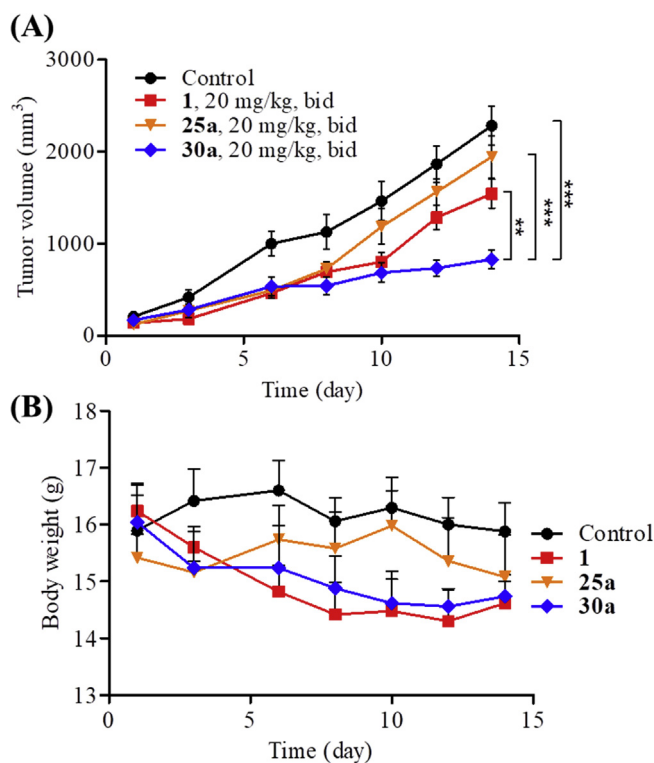 (A)
3000
2000
1000
0
Tumor volume (mm³)
Control
1, 20 mg/kg, bid
25a, 20 mg/kg, bid
30a, 20 mg/kg, bid
**
***
***
0
5
10
15
Time (day)
(B)
18
17
16
15
14
13
Body weight (g)
Control
1
25a
30a
0
5
10
15
Time (day)